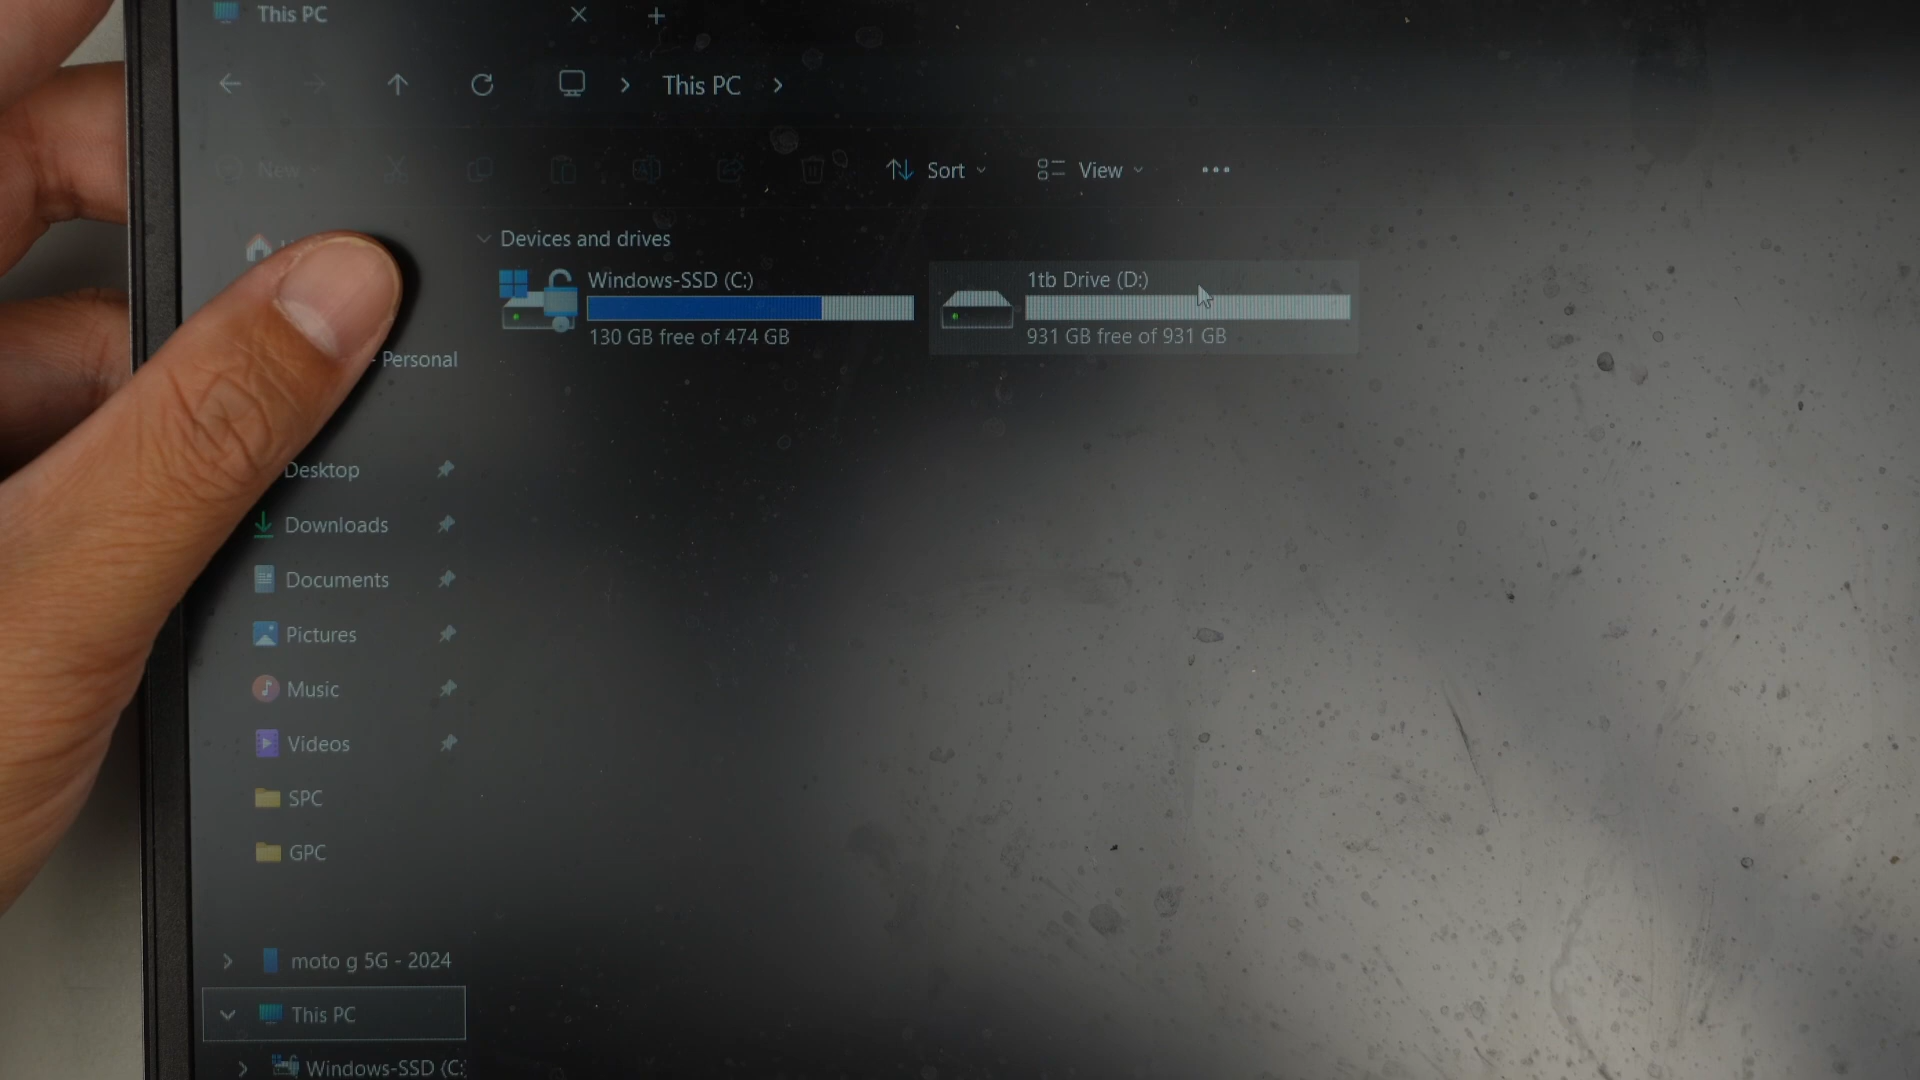 This PC
This PC
New
Sort
View
Devices and drives
Windows-SSD (C:)
130 GB free of 474 GB
1tb Drive (D:)
931 GB free of 931 GB
- Personal
Desktop
Downloads
Documents
Pictures
Music
Videos
SPC
GPC
moto g 5G - 2024
This PC
Windows-SSD (C: